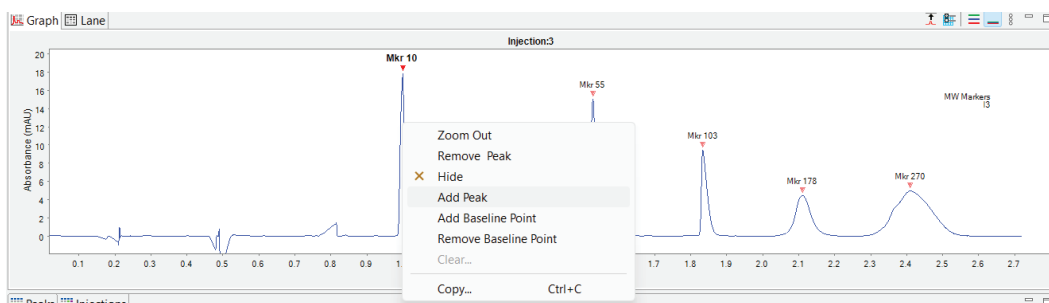 Graph Lane
Injection:3
Absorbance (mAU)
20
18
16
14
12
10
8
6
4
2
0
Mkr 10
Mkr 55
Mkr 103
Mkr 178
Mkr 270
MW Markers
I3
Zoom Out
Remove Peak
Hide
Add Peak
Add Baseline Point
Remove Baseline Point
Clear...
Copy... Ctrl+C
0.1 0.2 0.3 0.4 0.5 0.6 0.7 0.8 0.9 1.7 1.8 1.9 2.0 2.1 2.2 2.3 2.4 2.5 2.6 2.7
Peaks Injections